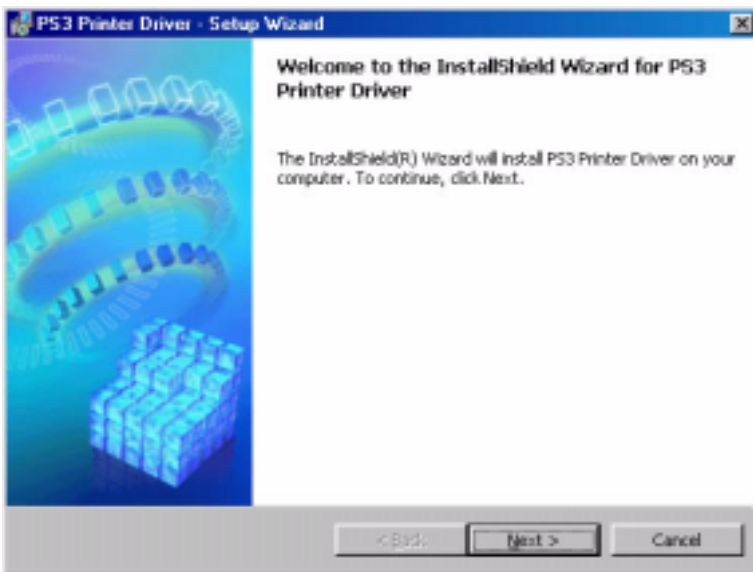 PS3 Printer Driver - Setup Wizard
Welcome to the InstallShield Wizard for PS3
Printer Driver
The InstallShield(R) Wizard will install PS3 Printer Driver on your
computer. To continue, click Next.
< Back
Next >
Cancel